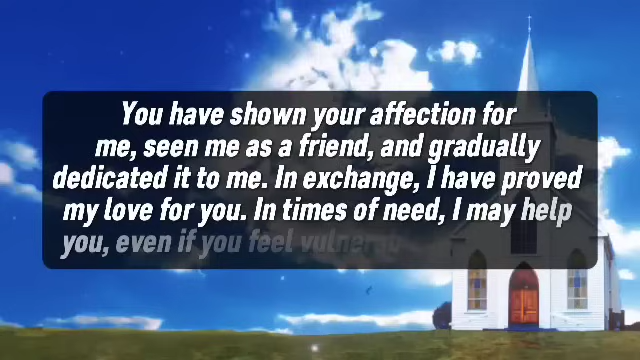 You have shown your affection for
me, seen me as a friend, and gradually
dedicated it to me. In exchange, I have proved
my love for you. In times of need, I may help
you, even if you feel